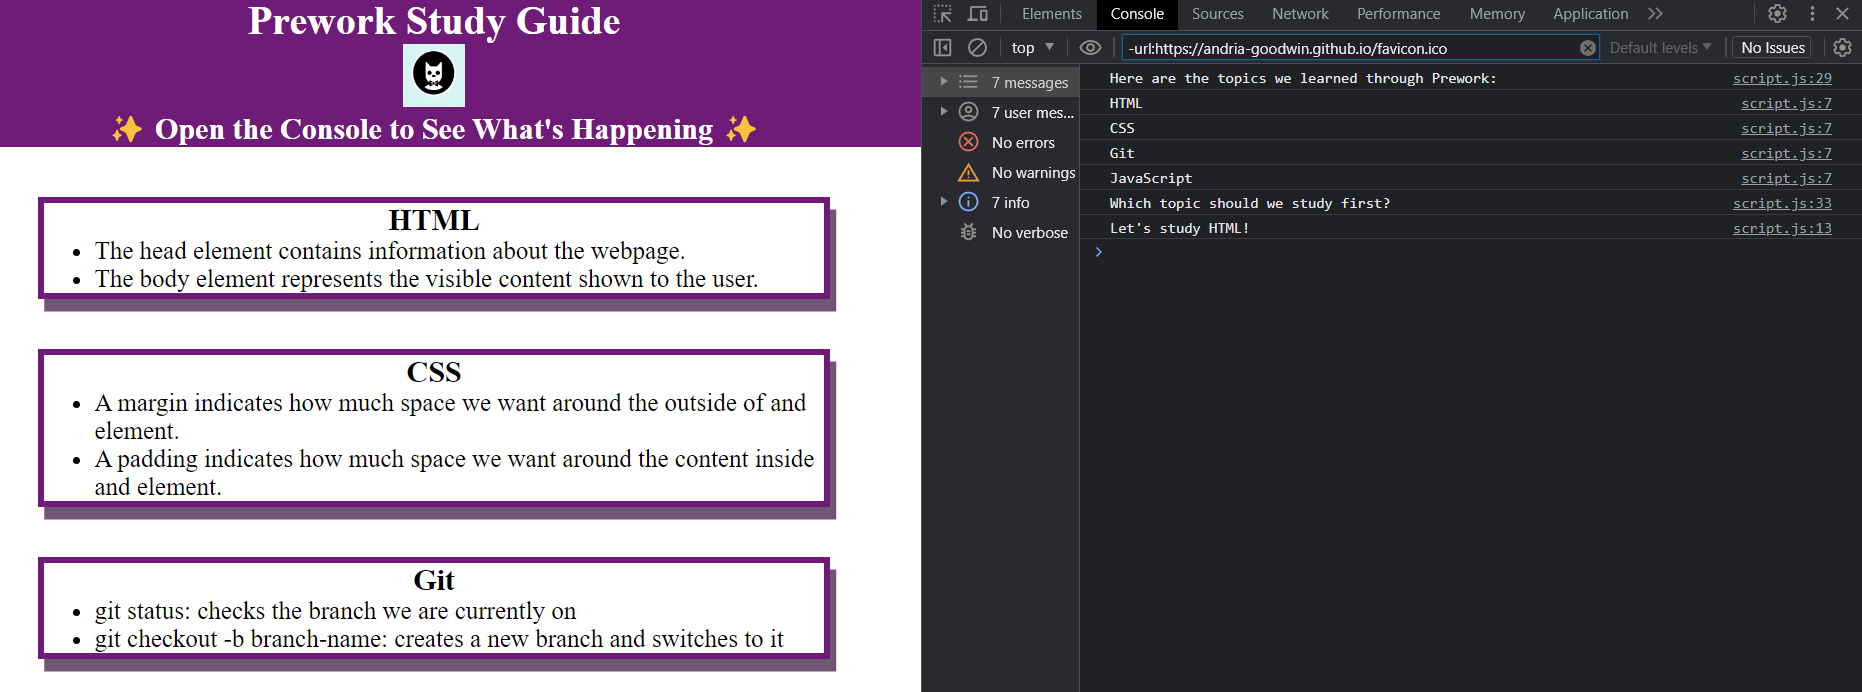 Prework Study Guide
✨ Open the Console to See What's Happening ✨
HTML
• The head element contains information about the webpage.
• The body element represents the visible content shown to the user.
CSS
• A margin indicates how much space we want around the outside of and
element.
• A padding indicates how much space we want around the content inside
and element.
Git
• git status: checks the branch we are currently on
• git checkout -b branch-name: creates a new branch and switches to it
Elements Console Sources Network Performance Memory Application
top -url:https://andria-goodwin.github.io/favicon.ico Default levels No Issues
7 messages
7 user mes...
No errors
No warnings
7 info
No verbose
Here are the topics we learned through Prework: script.js:29
HTML script.js:7
CSS script.js:7
Git script.js:7
JavaScript script.js:7
Which topic should we study first? script.js:33
Let's study HTML! script.js:13